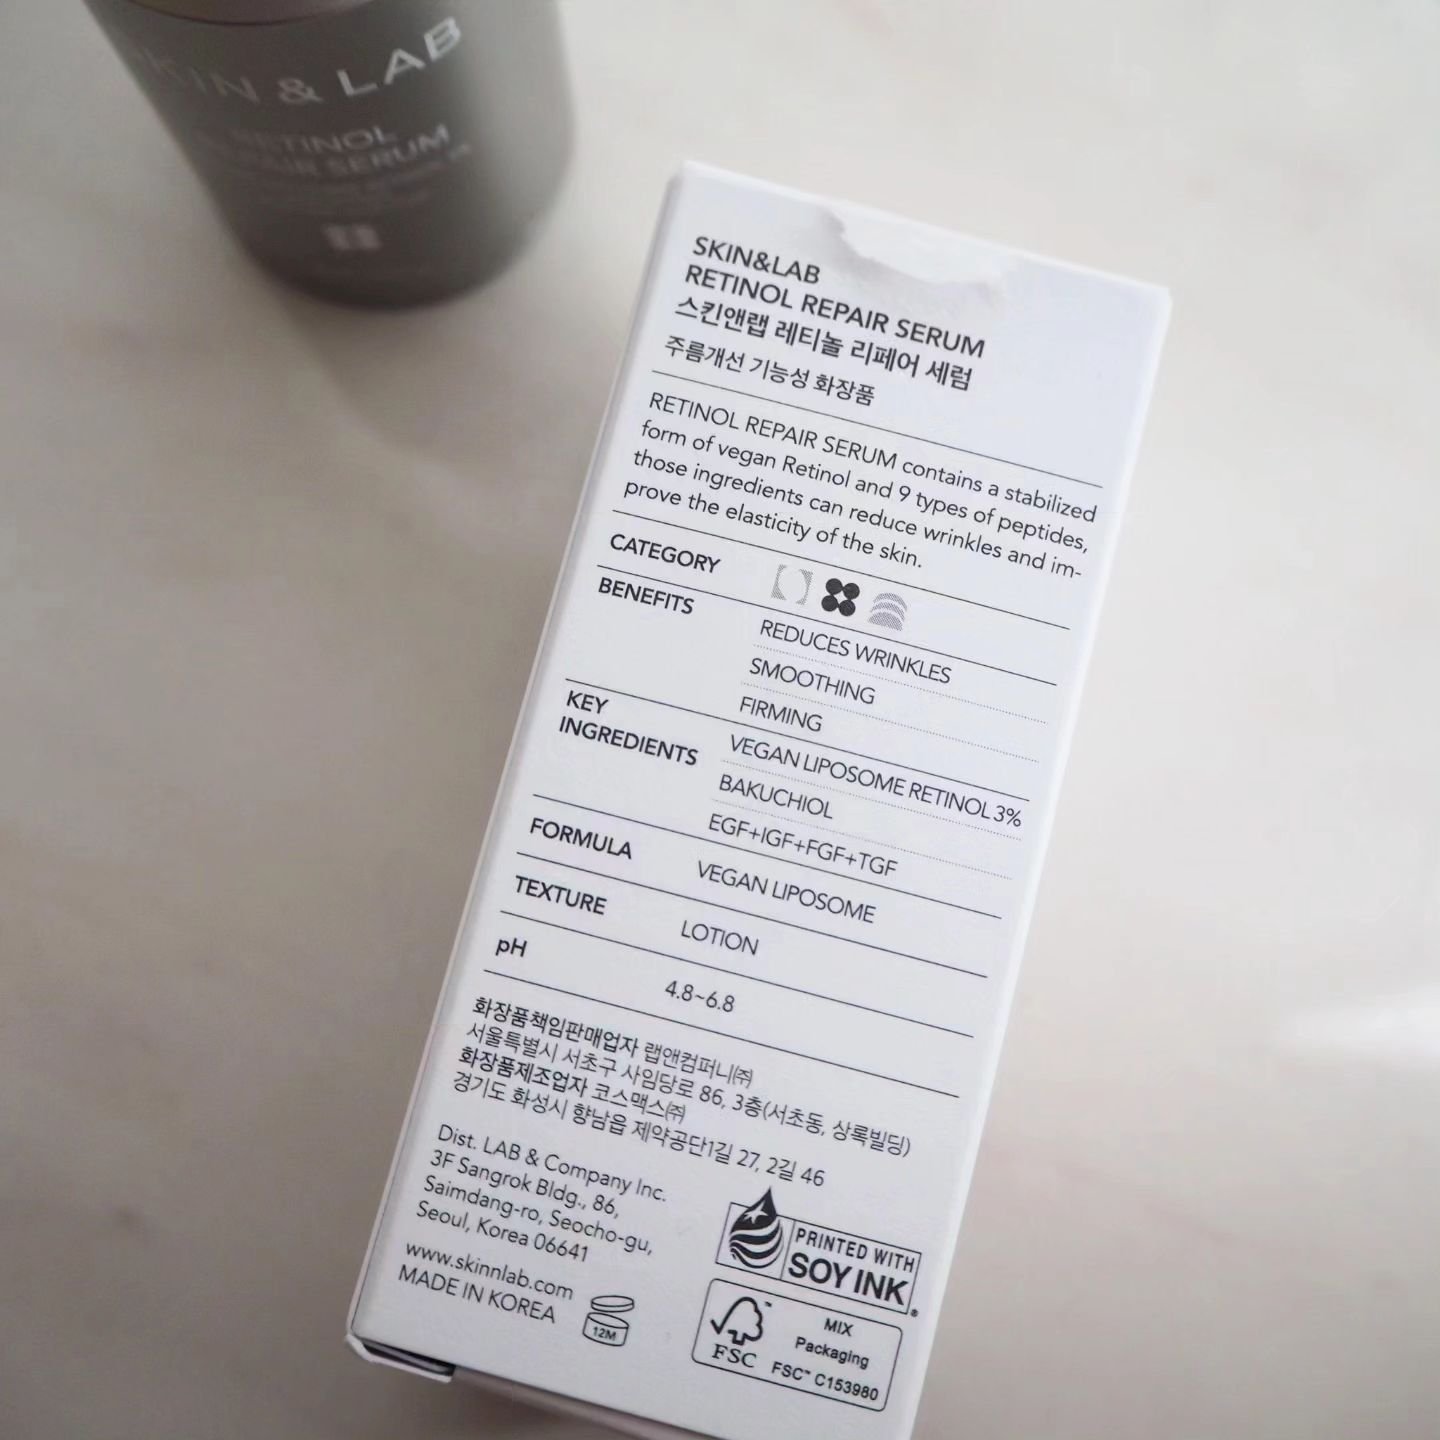 SKIN & LAB
RETINOL
REPAIR SERUM
SKIN&LAB
RETINOL REPAIR SERUM
스킨앤랩 레티놀 리페어 세럼
주름개선 기능성 화장품
RETINOL REPAIR SERUM contains a stabilized
form of vegan Retinol and 9 types of peptides,
those ingredients can reduce wrinkles and im-
prove the elasticity of the skin.
CATEGORY
BENEFITS
REDUCES WRINKLES
SMOOTHING
FIRMING
KEY
INGREDIENTS
VEGAN LIPOSOME RETINOL 3%
BAKUCHIOL
EGF+IGF+FGF+TGF
FORMULA
VEGAN LIPOSOME
TEXTURE
LOTION
pH
4.8~6.8
화장품책임판매업자 랩앤컴퍼니㈜
서울특별시 서초구 사임당로 86, 3층(서초동, 상록빌딩)
화장품제조업자 코스맥스㈜
경기도 화성시 향남읍 제약공단1길 27, 2길 46
Dist. LAB & Company Inc.
3F Sangrok Bldg., 86,
Saimdang-ro, Seocho-gu,
Seoul, Korea 06641
www.skinnlab.com
MADE IN KOREA
12M
PRINTED WITH
SOY INK
®
FSC™
MIX
Packaging
FSC™ C153980